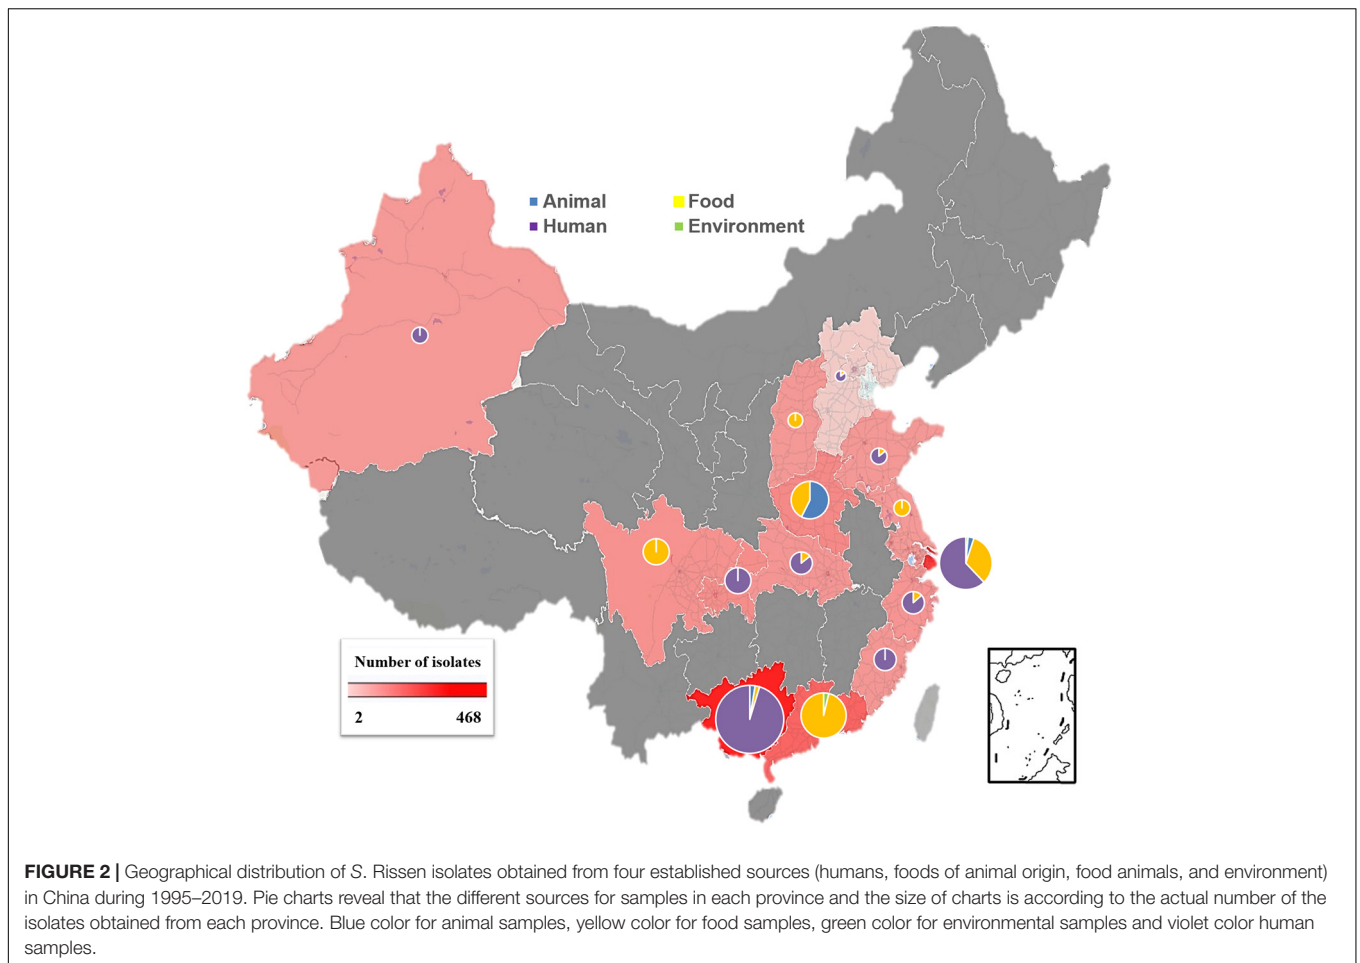 Animal Food
Human Environment
Number of isolates
2 468
FIGURE 2 | Geographical distribution of S. Rissen isolates obtained from four established sources (humans, foods of animal origin, food animals, and environment)
in China during 1995–2019. Pie charts reveal that the different sources for samples in each province and the size of charts is according to the actual number of the
isolates obtained from each province. Blue color for animal samples, yellow color for food samples, green color for environmental samples and violet color human
samples.